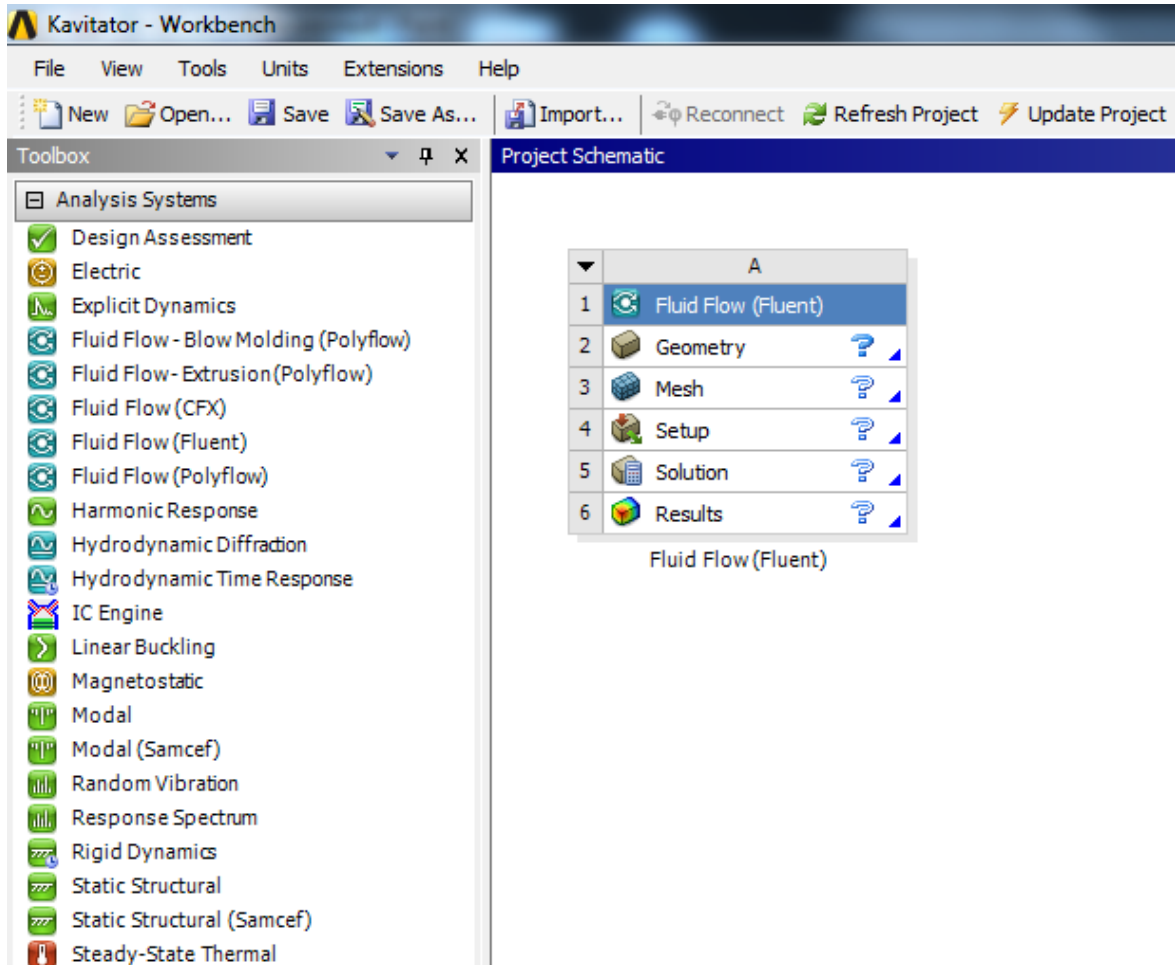 Kavitator - Workbench
File View Tools Units Extensions Help
New Open... Save Save As... Import... Reconnect Refresh Project Update Project
Toolbox
Project Schematic
Analysis Systems
Design Assessment
Electric
Explicit Dynamics
Fluid Flow - Blow Molding (Polyflow)
Fluid Flow- Extrusion (Polyflow)
Fluid Flow (CFX)
Fluid Flow (Fluent)
Fluid Flow (Polyflow)
Harmonic Response
Hydrodynamic Diffraction
Hydrodynamic Time Response
IC Engine
Linear Buckling
Magnetostatic
Modal
Modal (Samcef)
Random Vibration
Response Spectrum
Rigid Dynamics
Static Structural
Static Structural (Samcef)
Steady-State Thermal
A
1 Fluid Flow (Fluent)
2 Geometry ?
3 Mesh ?
4 Setup ?
5 Solution ?
6 Results ?
Fluid Flow (Fluent)